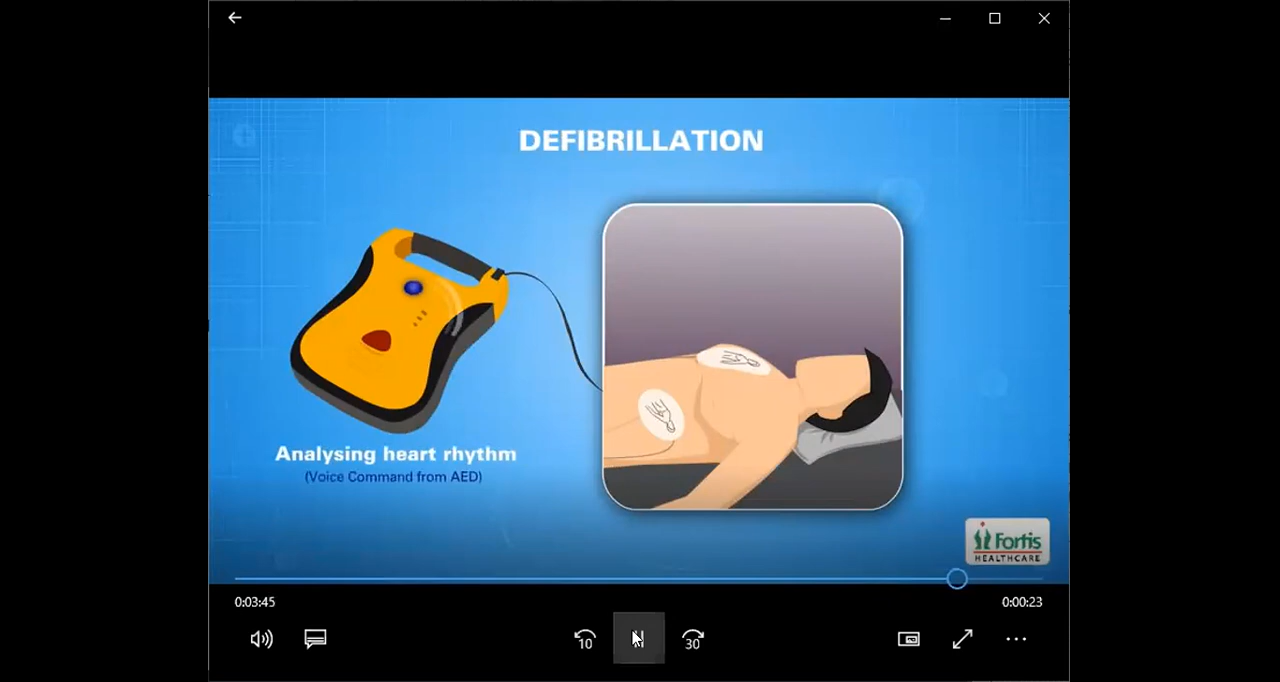 DEFIBRILLATION
Analysing heart rhythm
(Voice Command from AED)
Fortis
HEALTHCARE
0:03:45
0:00:23
10
30